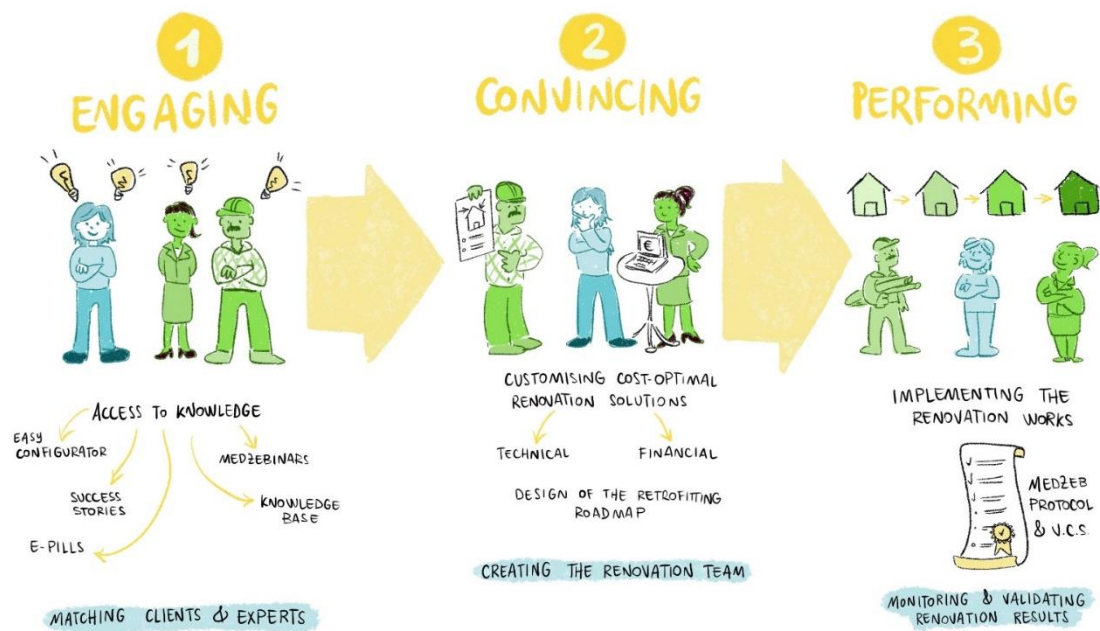 1
ENGAGING
ACCESS TO KNOWLEDGE
EASY
CONFIGURATOR
SUCCESS
STORIES
E-PILLS
MEDZEBINARS
KNOWLEDGE
BASE
MATCHING CLIENTS & EXPERTS
2
CONVINCING
€
CUSTOMISING COST-OPTIMAL
RENOVATION SOLUTIONS
TECHNICAL
FINANCIAL
DESIGN OF THE RETROFITTING
ROADMAP
CREATING THE RENOVATION TEAM
3
PERFORMING
IMPLEMENTING THE
RENOVATION WORKS
MEDZEB
PROTOCOL
& V.C.S.
MONITORING & VALIDATING
RENOVATION RESULTS